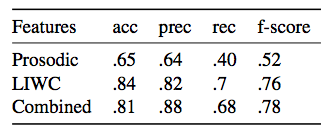 Features acc prec rec f-score
Prosodic .65 .64 .40 .52
LIWC .84 .82 .7 .76
Combined .81 .88 .68 .78